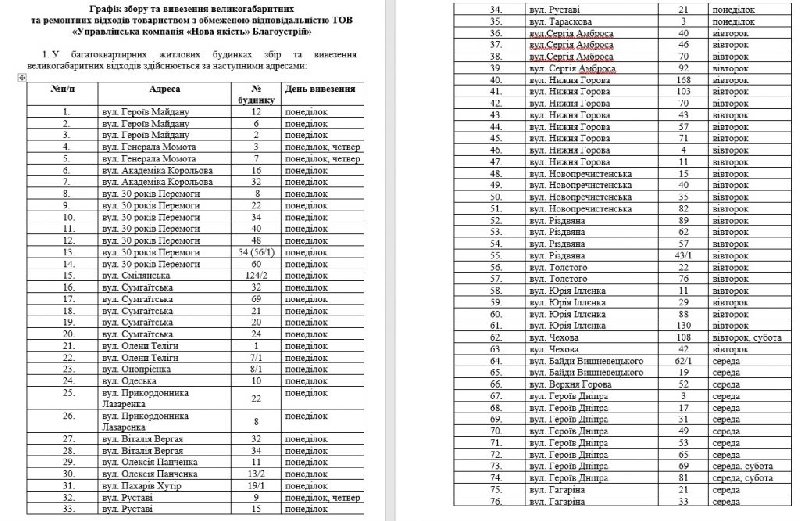 Графік збору та вивезення великогабаритних
та ремонтних відходів товариством з обмеженою відповідальністю ТОВ
«Управлінська компанія «Нова якість» Благоустрій»
1. У багатоквартирних житлових будинках збір та вивезення
великогабаритних відходів здійснюється за наступними адресами:
№п/п Адреса № будинку День вивезення
1. вул. Героїв Майдану 12 понеділок
2. вул. Героїв Майдану 6 понеділок
3. вул. Героїв Майдану 2 понеділок
4. вул. Генерала Момота 3 понеділок, четвер
5. вул. Генерала Момота 7 понеділок, четвер
6. вул. Академіка Корольова 16 понеділок
7. вул. Академіка Корольова 32 понеділок
8. вул. 30 років Перемоги 8 понеділок
9. вул. 30 років Перемоги 22 понеділок
10. вул. 30 років Перемоги 34 понеділок
11. вул. 30 років Перемоги 40 понеділок
12. вул. 30 років Перемоги 48 понеділок
13. вул. 30 років Перемоги 54 (56/1) понеділок
14. вул. 30 років Перемоги 60 понеділок
15. вул. Смілянська 124/2 понеділок
16. вул. Сумгаїтська 32 понеділок
17. вул. Сумгаїтська 69 понеділок
18. вул. Сумгаїтська 21 понеділок
19. вул. Сумгаїтська 20 понеділок
20. вул. Сумгаїтська 24 понеділок
21. вул. Олени Теліги 1 понеділок
22. вул. Олени Теліги 7/1 понеділок
23. вул. Онопрієнка 8/1 понеділок
24. вул. Одеська 10 понеділок
25. вул. Прикордонника Лазаренка 22 понеділок
26. вул. Прикордонника Лазаренка 8 понеділок
27. вул. Віталія Вергая 32 понеділок
28. вул. Віталія Вергая 34 понеділок
29. вул. Олексія Панченка 11 понеділок
30. вул. Олексія Панченка 13/2 понеділок
31. вул. Пахарів Хутір 19/1 понеділок
32. вул. Руставі 9 понеділок, четвер
33. вул. Руставі 15 понеділок
34. вул. Руставі 21 понеділок
35. вул. Тараскова 3 понеділок
36. вул.Сергія Амброса 40 вівторок
37. вул.Сергія Амброса 46 вівторок
38. вул.Сергія Амброса 70 вівторок
39. вул. Сергія Амброса 92 вівторок
40. вул. Нижня Горова 168 вівторок
41. вул. Нижня Горова 103 вівторок
42. вул. Нижня Горова 70 вівторок
43. вул. Нижня Горова 43 вівторок
44. вул. Нижня Горова 57 вівторок
45. вул. Нижня Горова 71 вівторок
46. вул. Нижня Горова 4 вівторок
47. вул. Нижня Горова 11 вівторок
48. вул. Новопречистенська 15 вівторок
49. вул. Новопречистенська 40 вівторок
50. вул. Новопречистенська 35 вівторок
51. вул. Новопречистенська 82 вівторок
52. вул. Різдвяна 89 вівторок
53. вул. Різдвяна 62 вівторок
54. вул. Різдвяна 57 вівторок
55. вул. Різдвяна 43/1 вівторок
56. вул. Толстого 22 вівторок
57. вул. Толстого 76 вівторок
58. вул. Юрія Іллєнка 11 вівторок
59. вул. Юрія Іллєнка 29 вівторок
60. вул. Юрія Іллєнка 88 вівторок
61. вул. Юрія Іллєнка 130 вівторок
62. вул. Чехова 108 вівторок, субота
63. вул. Чехова 42 вівторок
64. вул. Байди Вишневецького 62/1 середа
65. вул. Байди Вишневецького 19 середа
66. вул. Верхня Горова 52 середа
67. вул. Героїв Дніпра 3 середа
68. вул. Героїв Дніпра 17 середа
69. вул. Героїв Дніпра 31 середа
70. вул. Героїв Дніпра 49 середа
71. вул. Героїв Дніпра 53 середа
72. вул. Героїв Дніпра 65 середа
73. вул. Героїв Дніпра 69 середа, субота
74. вул. Героїв Дніпра 81 середа, субота
75. вул. Гагаріна 21 середа
76. вул. Гагаріна 33 середа